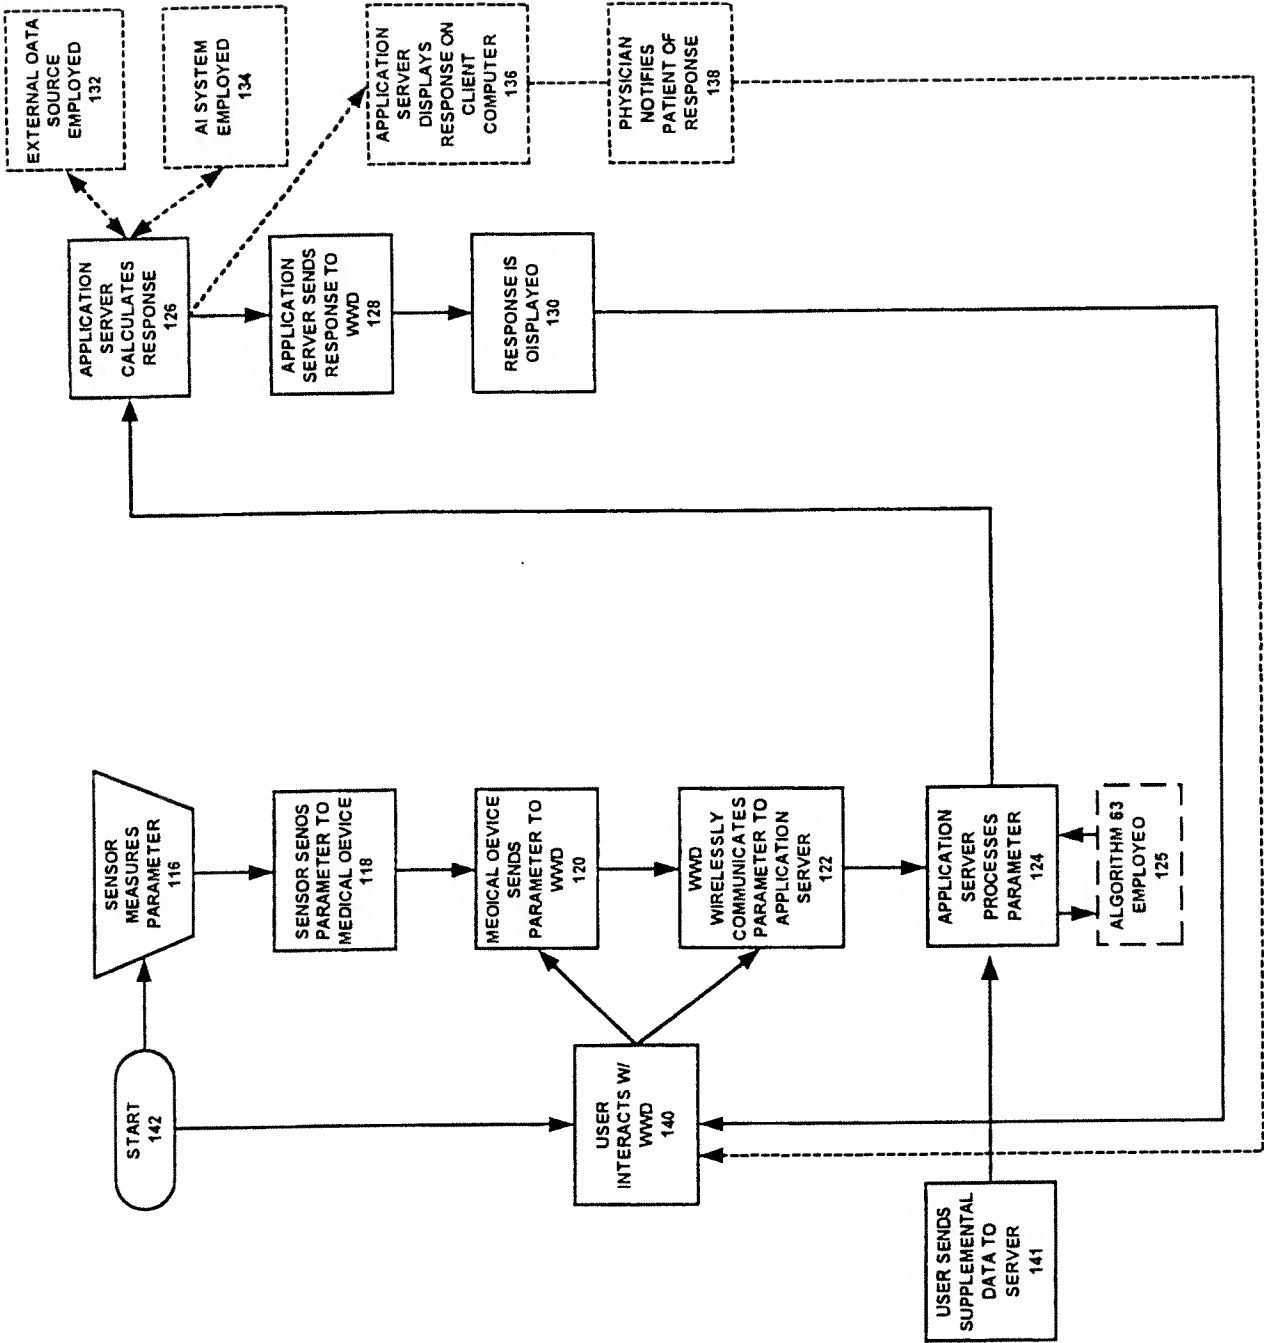 START
142
SENSOR
MEASURES
PARAMETER
116
SENSOR SENOS
PARAMETER TO
MEDICAL OEVICE
118
MEOICAL OEVICE
SENDS
PARAMETER TO
WWD
120
WWD
WIRELESSLY
COMMUNICATES
PARAMETER TO
APPLICATION
SERVER
122
APPLICATION
SERVER
PROCESSES
PARAMETER
124
ALGORITHM 63
EMPLOYEO
125
USER
INTERACTS W/
WWD
140
USER SENDS
SUPPLEMENTAL
DATA TO
SERVER
141
APPLICATION
SERVER
CALCULATES
RESPONSE
126
APPLICATION
SERVER SENDS
RESPONSE TO
WWD
128
RESPONSE IS
OISPLAYEO
130
EXTERNAL DATA
SOURCE
EMPLOYED
132
AI SYSTEM
EMPLOYED
134
APPLICATION
SERVER
DISPLAYS
RESPONSE ON
CLIENT
COMPUTER
136
PHYSICIAN
NOTIFIES
PATIENT OF
RESPONSE
138